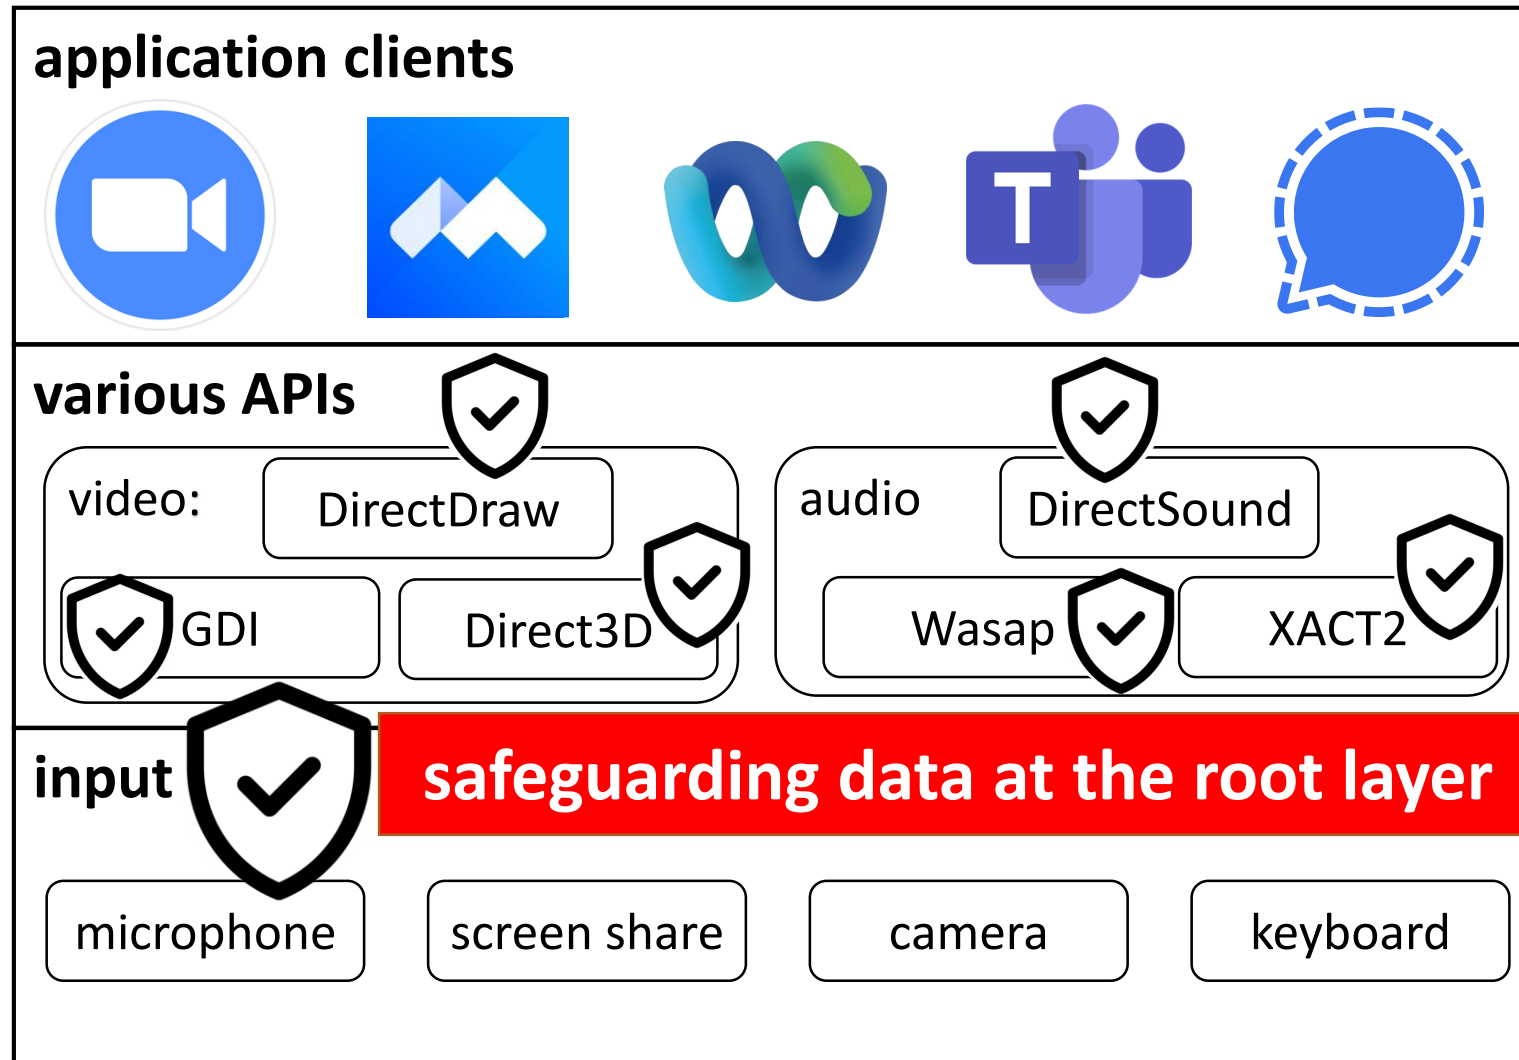 application clients
T
various APIs
video:
DirectDraw
GDI
Direct3D
audio
DirectSound
Wasap
XACT2
input
safeguarding data at the root layer
microphone
screen share
camera
keyboard